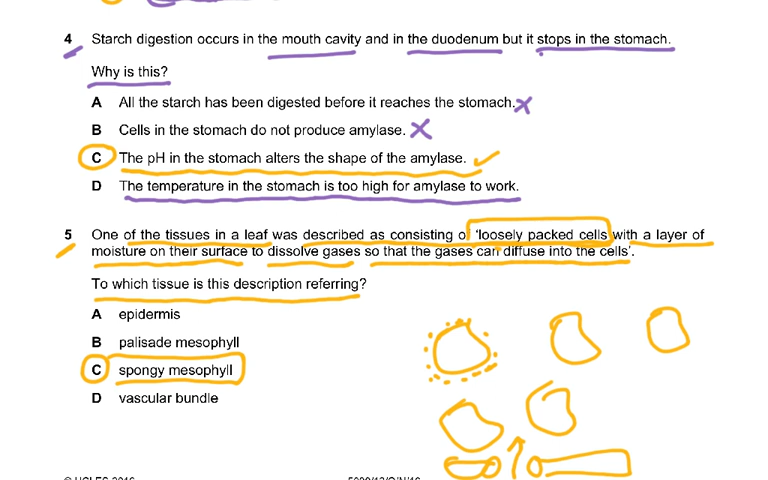 4 Starch digestion occurs in the mouth cavity and in the duodenum but it stops in the stomach.
Why is this?
A All the starch has been digested before it reaches the stomach.
B Cells in the stomach do not produce amylase.
C The pH in the stomach alters the shape of the amylase.
D The temperature in the stomach is too high for amylase to work.
5 One of the tissues in a leaf was described as consisting of ‘loosely packed cells with a layer of
moisture on their surface to dissolve gases so that the gases can diffuse into the cells’.
To which tissue is this description referring?
A epidermis
B palisade mesophyll
C spongy mesophyll
D vascular bundle